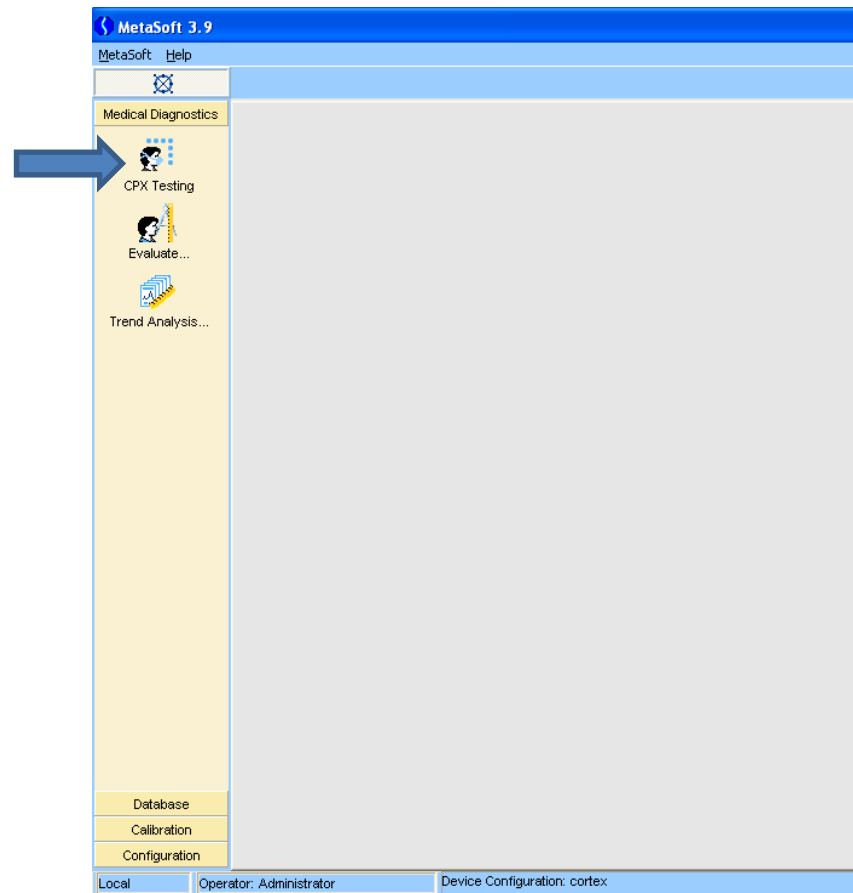 MetaSoft 3.9
MetaSoft Help
Medical Diagnostics
CPX Testing
Evaluate...
Trend Analysis...
Database
Calibration
Configuration
Local Operator: Administrator Device Configuration: cortex